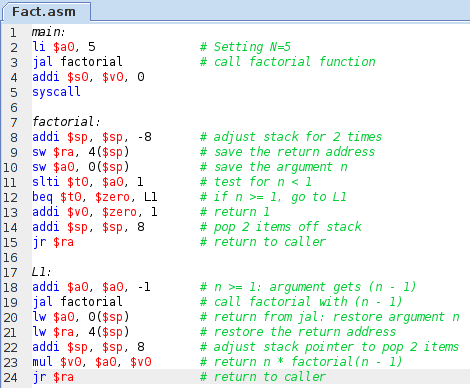 Fact.asm
1 main:
2 li $a0, 5 # Setting N=5
3 jal factorial # call factorial function
4 addi $s0, $v0, 0
5 syscall
6
7 factorial:
8 addi $sp, $sp, -8 # adjust stack for 2 times
9 sw $ra, 4($sp) # save the return address
10 sw $a0, 0($sp) # save the argument n
11 slti $t0, $a0, 1 # test for n < 1
12 beq $t0, $zero, L1 # if n >= 1, go to L1
13 addi $v0, $zero, 1 # return 1
14 addi $sp, $sp, 8 # pop 2 items off stack
15 jr $ra # return to caller
16
17 L1:
18 addi $a0, $a0, -1 # n >= 1: argument gets (n - 1)
19 jal factorial # call factorial with (n - 1)
20 lw $a0, 0($sp) # return from jal: restore argument n
21 lw $ra, 4($sp) # restore the return address
22 addi $sp, $sp, 8 # adjust stack pointer to pop 2 items
23 mul $v0, $a0, $v0 # return n * factorial(n - 1)
24 jr $ra # return to caller